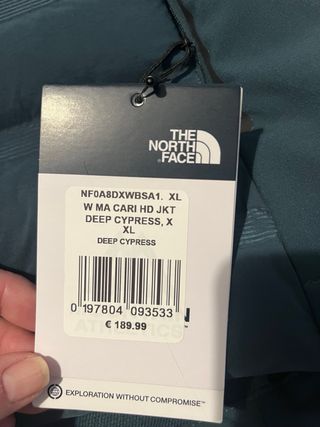 THE
NORTH
FACE
NF0A8DXWBSA1. XL
W MA CARI HD JKT
DEEP CYPRESS, X
XL
DEEP CYPRESS
0 197804 093533
€ 189.99
EXPLORATION WITHOUT COMPROMISE™